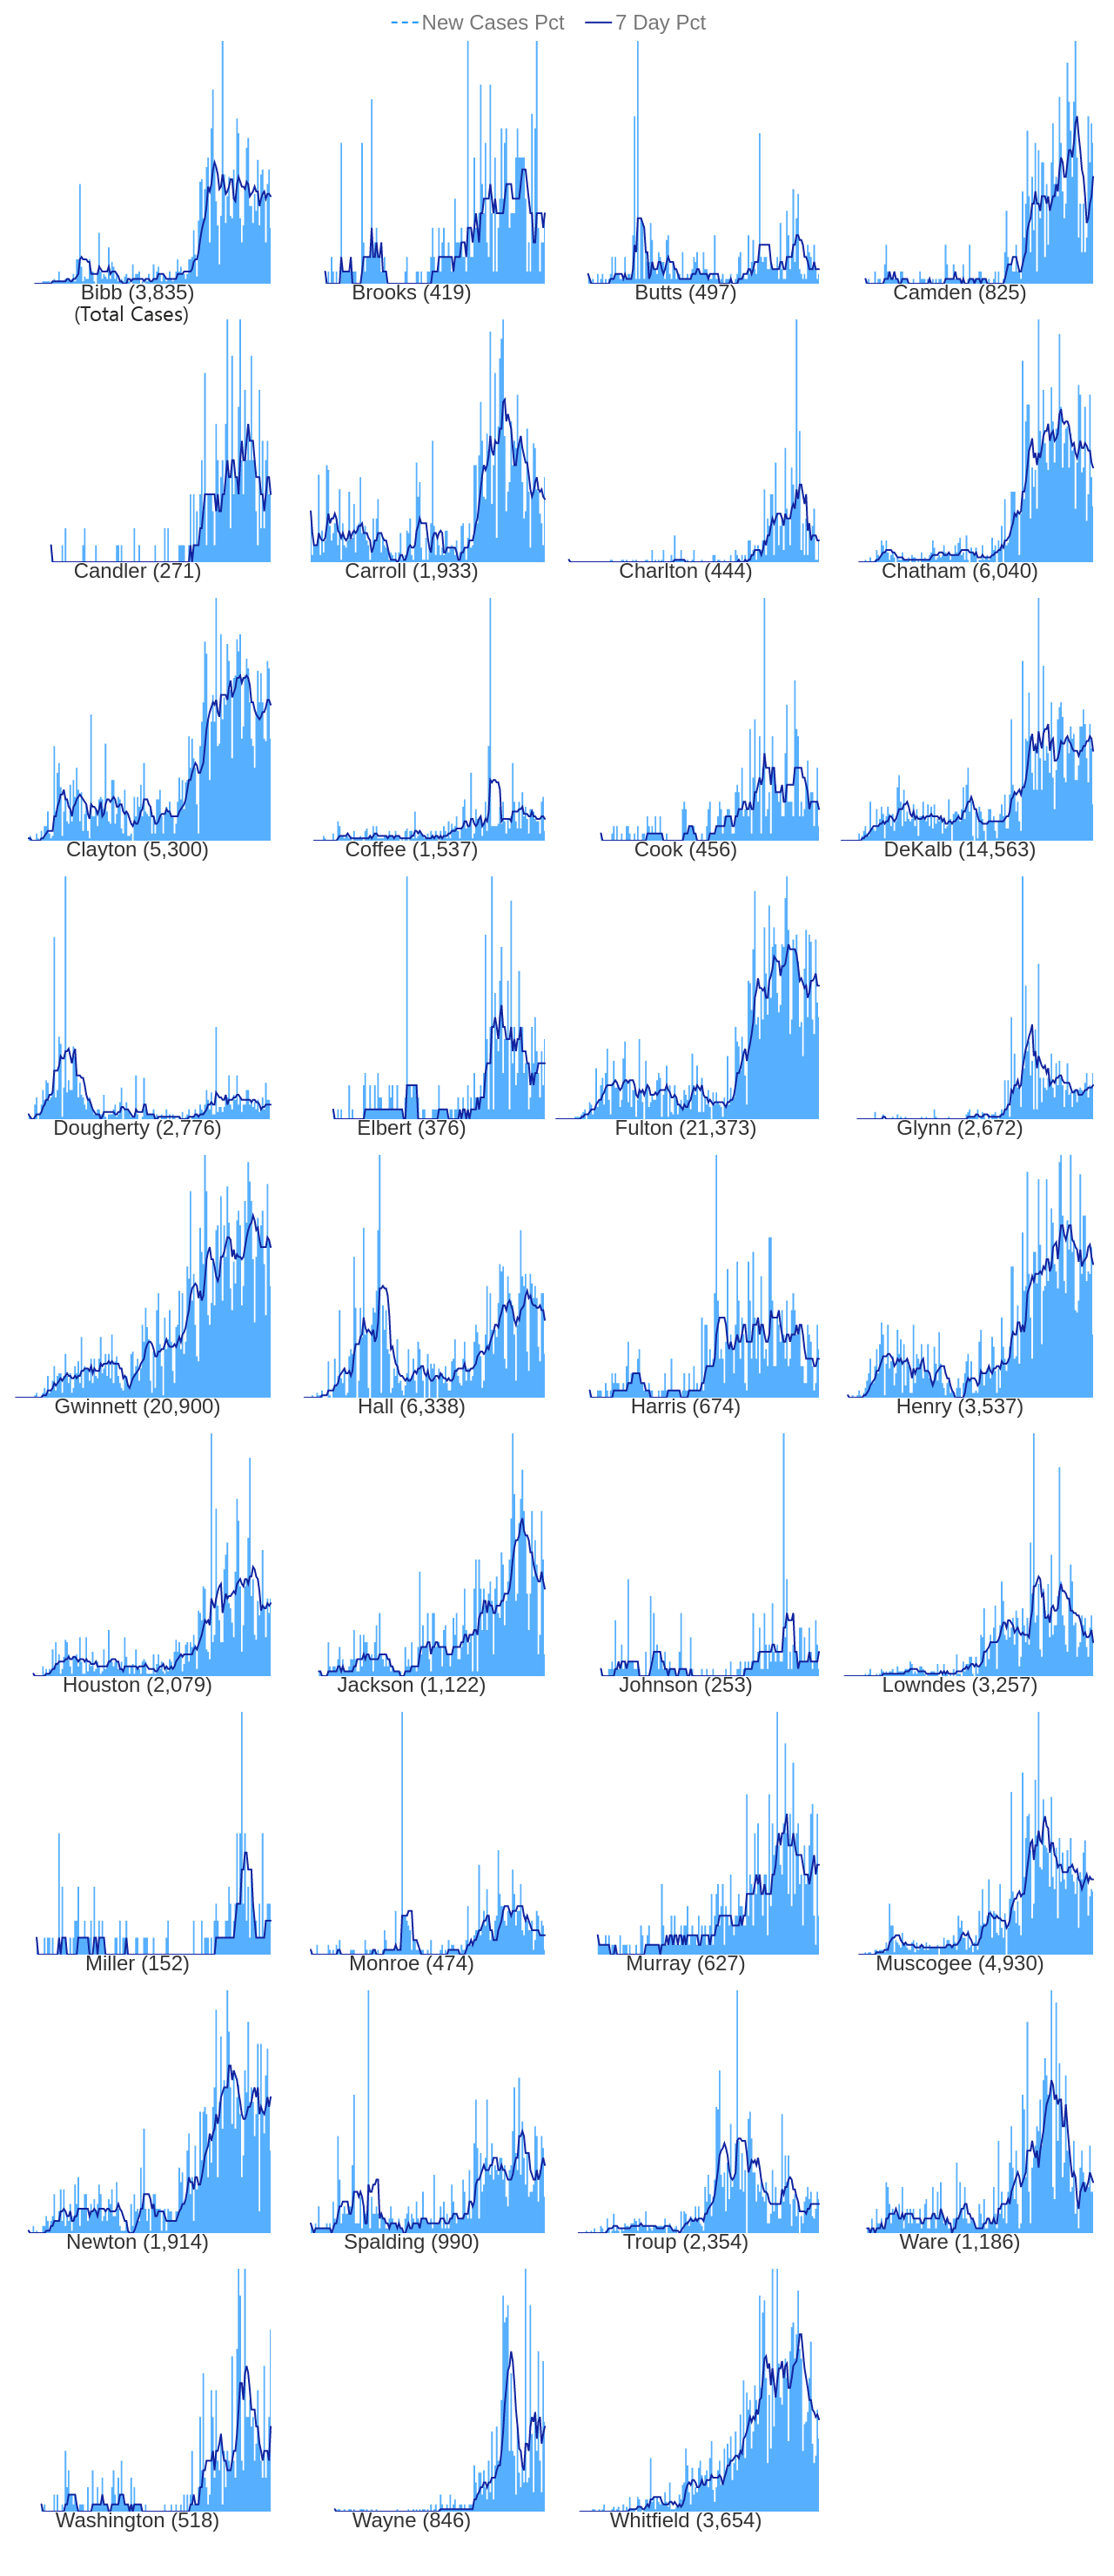 New Cases Pct 7 Day Pct
Bibb (3,835) Brooks (419) Butts (497) Camden (825)
(Total Cases)
Candler (271) Carroll (1,933) Charlton (444) Chatham (6,040)
Clayton (5,300) Coffee (1,537) Cook (456) DeKalb (14,563)
Dougherty (2,776) Elbert (376) Fulton (21,373) Glynn (2,672)
Gwinnett (20,900) Hall (6,338) Harris (674) Henry (3,537)
Houston (2,079) Jackson (1,122) Johnson (253) Lowndes (3,257)
Miller (152) Monroe (474) Murray (627) Muscogee (4,930)
Newton (1,914) Spalding (990) Troup (2,354) Ware (1,186)
Washington (518) Wayne (846) Whitfield (3,654)